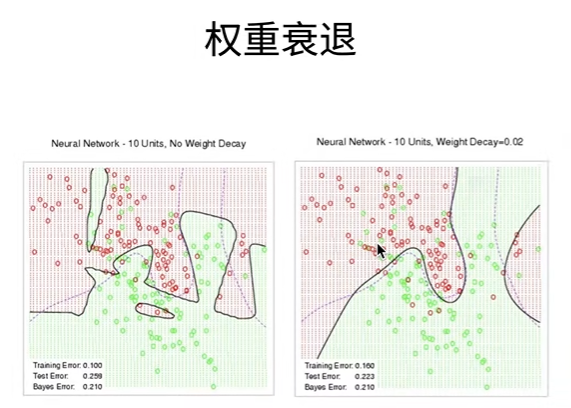 权重衰退
Neural Network - 10 Units, No Weight Decay
Neural Network - 10 Units, Weight Decay=0.02
Training Error: 0.100
Test Error: 0.259
Bayes Error: 0.210
Training Error: 0.160
Test Error: 0.223
Bayes Error: 0.210